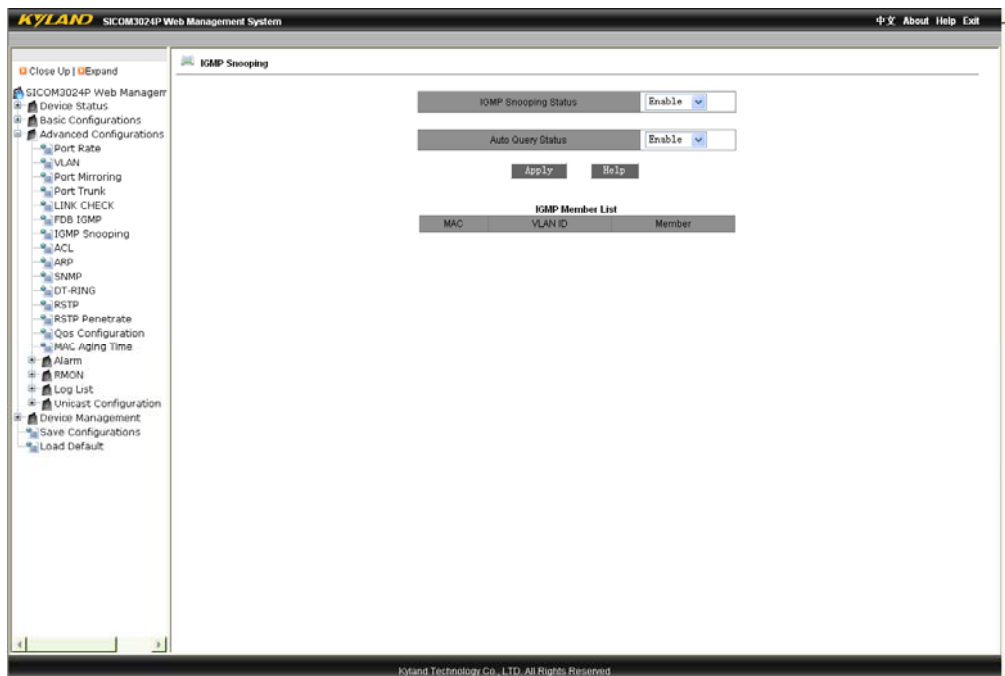 KYLAND SICOM3024P Web Management System
中文 About Help Exit
Close Up | Expand
SICOM3024P Web Managem
Device Status
Basic Configurations
Advanced Configurations
Port Rate
VLAN
Port Mirroring
Port Trunk
LINK CHECK
FDB IGMP
IGMP Snooping
ACL
ARP
SNMP
DT-RING
RSTP
RSTP Penetrate
Qos Configuration
MAC Aging Time
Alarm
RMON
Log List
Unicast Configuration
Device Management
Save Configurations
Load Default
IGMP Snooping
IGMP Snooping Status Enable
Auto Query Status Enable
Apply Help
IGMP Member List
MAC VLAN ID Member
Kyland Technology Co., LTD. All Rights Reserved